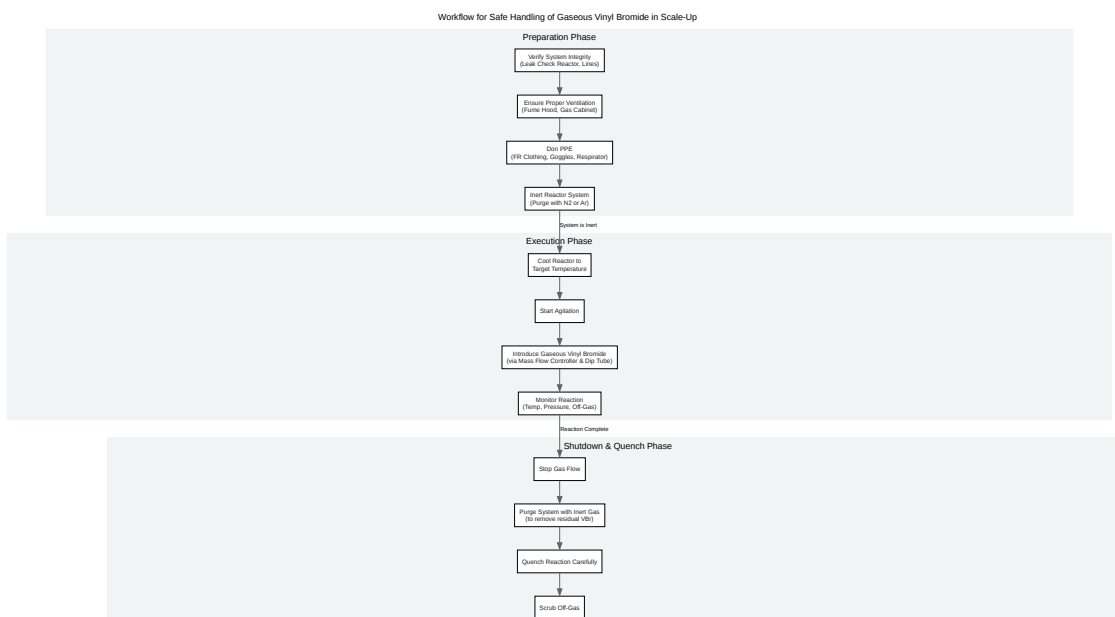 Workflow for Safe Handling of Gaseous Vinyl Bromide in Scale-Up
Preparation Phase
Verify System Integrity
(Leak Check Reactor, Lines)
Ensure Proper Ventilation
(Fume Hood, Gas Cabinet)
Don PPE
(FR Clothing, Goggles, Respirator)
Inert Reactor System
(Purge with N2 or Ar)
System is Inert
Execution Phase
Cool Reactor to
Target Temperature
Start Agitation
Introduce Gaseous Vinyl Bromide
(via Mass Flow Controller & Dip Tube)
Monitor Reaction
(Temp, Pressure, Off-Gas)
Reaction Complete
Shutdown & Quench Phase
Stop Gas Flow
Purge System with Inert Gas
(to remove residual VBr)
Quench Reaction Carefully
Scrub Off-Gas